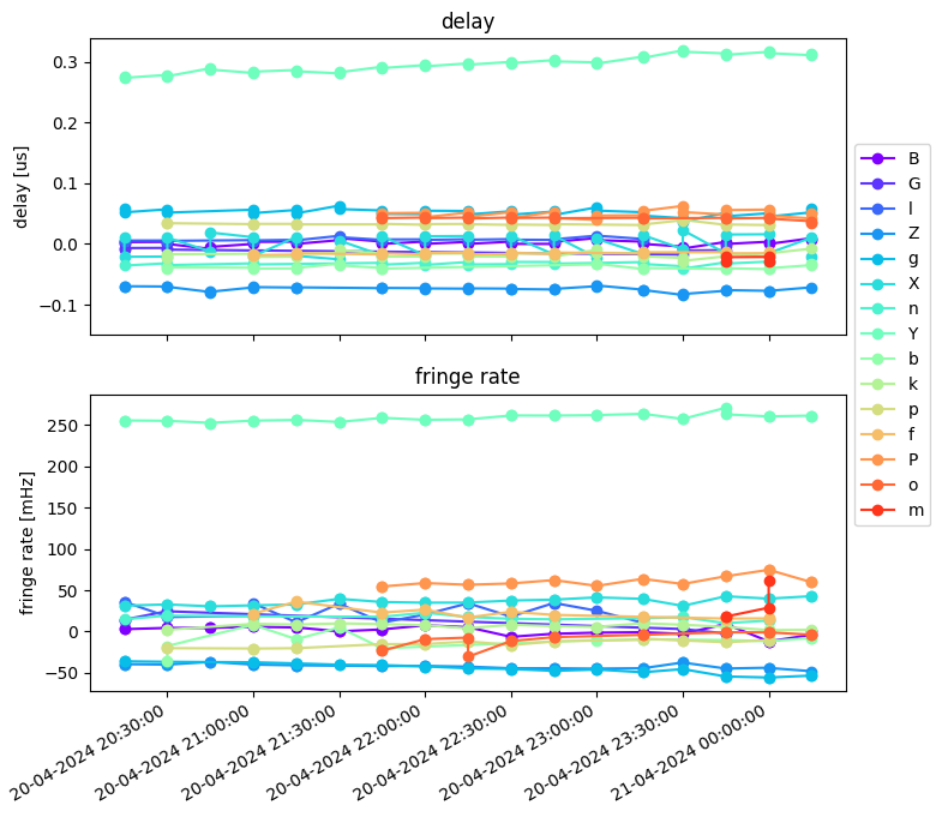 delay
delay [us]
0.3
0.2
0.1
0.0
−0.1
fringe rate
fringe rate [mHz]
250
200
150
100
50
0
−50
20-04-2024 20:30:00
20-04-2024 21:00:00
20-04-2024 21:30:00
20-04-2024 22:00:00
20-04-2024 22:30:00
20-04-2024 23:00:00
20-04-2024 23:30:00
21-04-2024 00:00:00
B
G
l
Z
g
X
n
Y
b
k
p
f
P
o
m